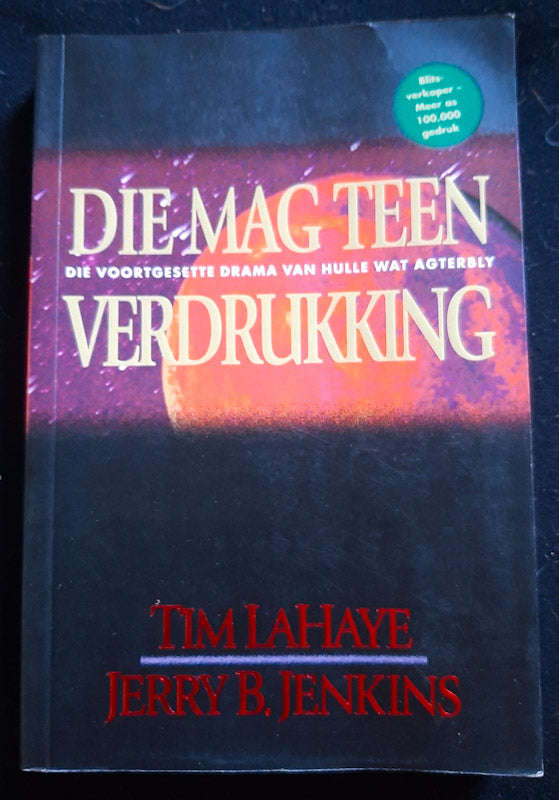 Blits-
verkoper -
Meer as
100.000
gedruk
DIE MAG TEEN
DIE VOORTGESETTE DRAMA VAN HULLE WAT AGTERBLY
VERDRUKKING
TIM LAHAYE
JERRY B. JENKINS